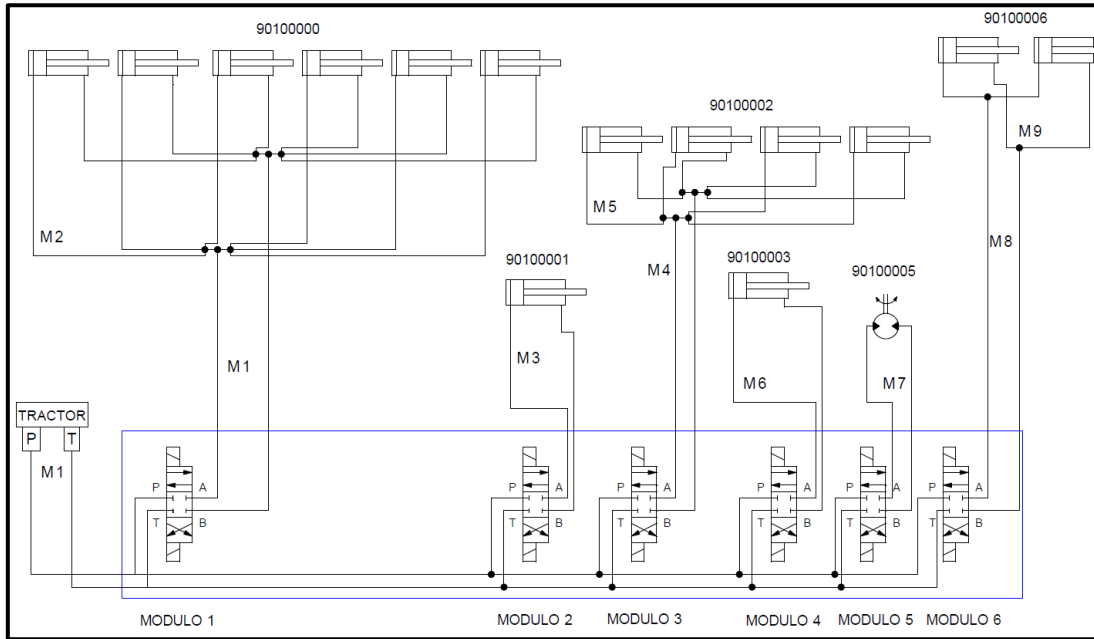 90100000
90100006
90100002
M9
M5
M2
M8
90100001
M4
90100003
90100005
M3
M1
M6
M7
TRACTOR
P T
M1
P A P A P A P A P A P A
T B T B T B T B T B T B
MODULO 1 MODULO 2 MODULO 3 MODULO 4 MODULO 5 MODULO 6